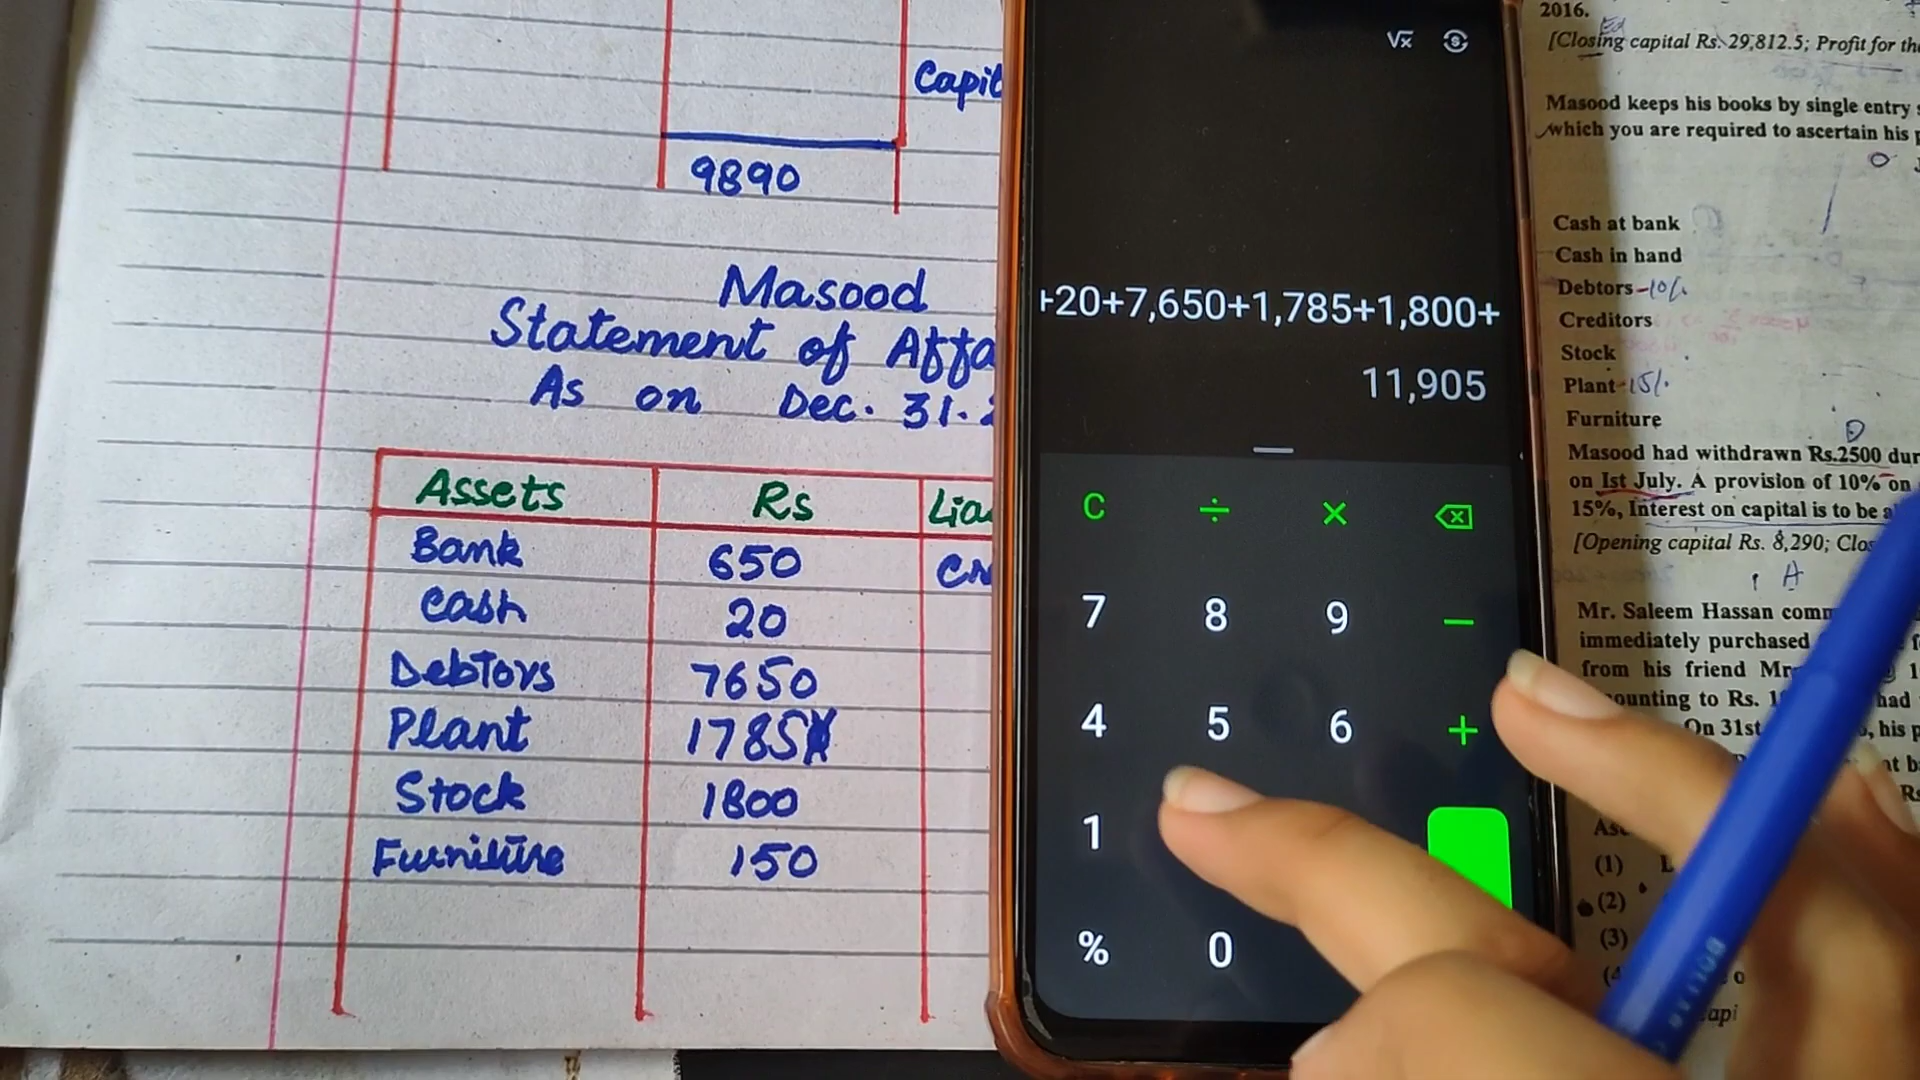 Capit
9890
Masood
Statement of Affa
As on Dec. 31.
Assets Rs Lia
Bank 650 Cr
Cash 20
Debtors 7650
Plant 1785
Stock 1800
Furniture 150
√x
+20+7,650+1,785+1,800+
11,905
C ÷ ×
7 8 9 −
4 5 6 +
1
% 0
2016.
[Closing capital Rs. 29,812.5; Profit for the
Masood keeps his books by single entry s
which you are required to ascertain his p
Cash at bank
Cash in hand
Debtors -10%
Creditors
Stock
Plant -15%
Furniture
Masood had withdrawn Rs.2500 dur
on Ist July. A provision of 10% on
15%, Interest on capital is to be a
[Opening capital Rs. 8,290; Clos
A
Mr. Saleem Hassan comm
immediately purchased
from his friend Mr
ounting to Rs. 1 had
On 31st , his p
at b
Rs
(1) L
(2)
(3)
capi